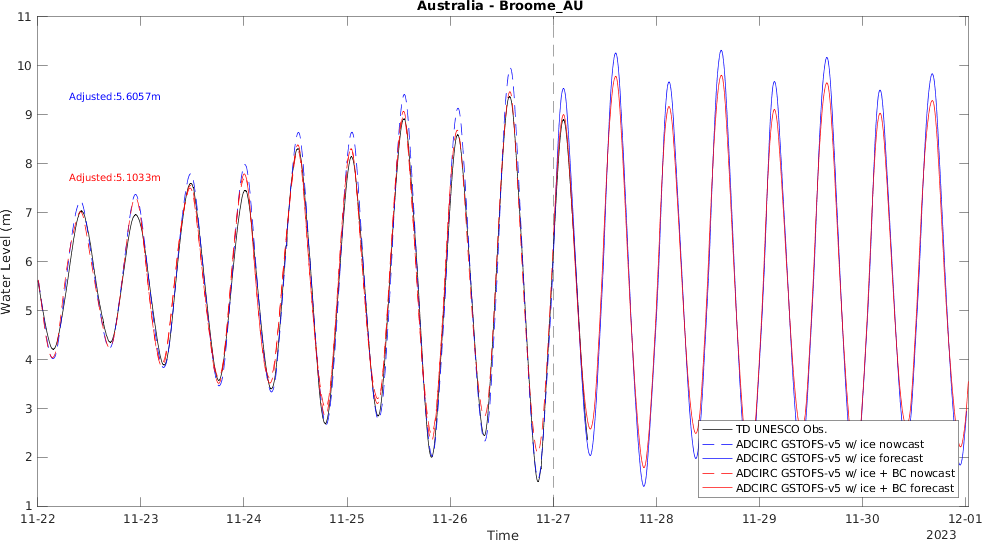 Australia - Broome_AU
11
10
9
8
7
6
5
4
3
2
1
Water Level (m)
Adjusted:5.6057m
Adjusted:5.1033m
TD UNESCO Obs.
ADCIRC GSTOFS-v5 w/ ice nowcast
ADCIRC GSTOFS-v5 w/ ice forecast
ADCIRC GSTOFS-v5 w/ ice + BC nowcast
ADCIRC GSTOFS-v5 w/ ice + BC forecast
11-22 11-23 11-24 11-25 11-26 11-27 11-28 11-29 11-30 12-01
Time
2023